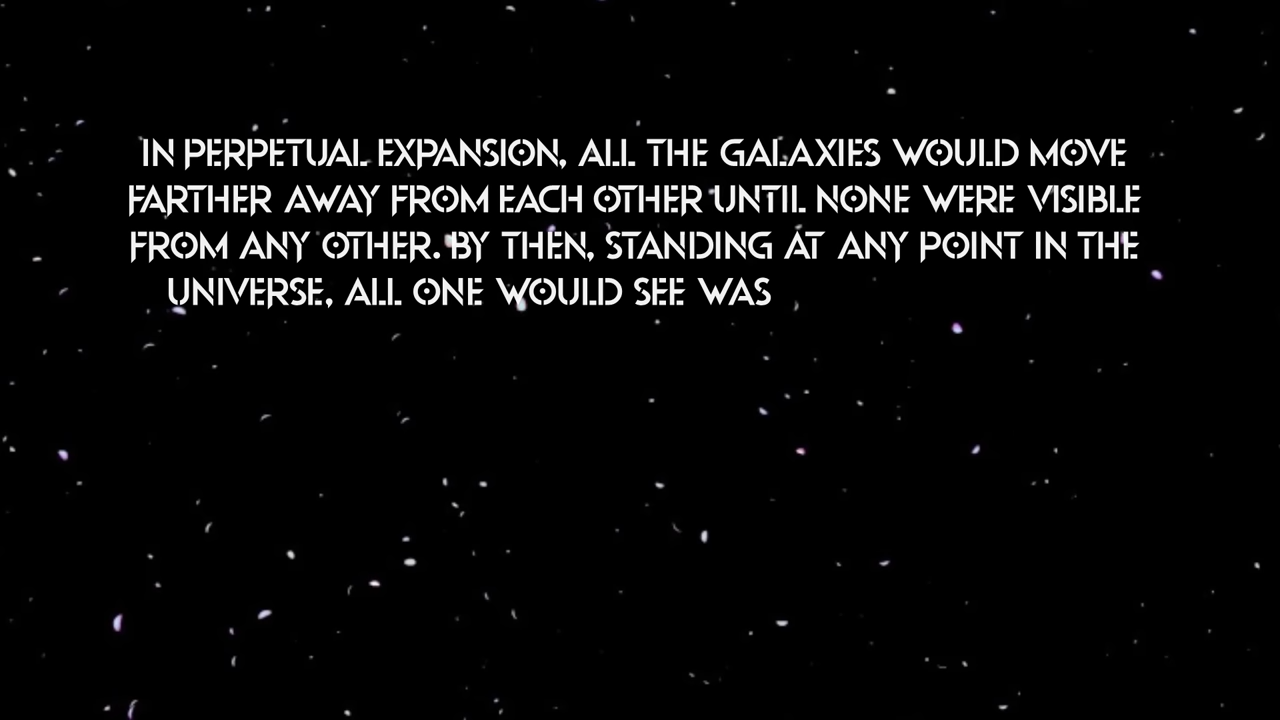 IN PERPETUAL EXPANSION, ALL THE GALAXIES WOULD MOVE
FARTHER AWAY FROM EACH OTHER UNTIL NONE WERE VISIBLE
FROM ANY OTHER. BY THEN, STANDING AT ANY POINT IN THE
UNIVERSE, ALL ONE WOULD SEE WAS